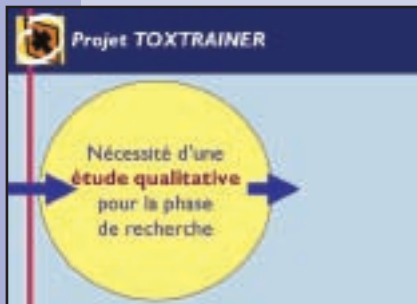 Projet TOXTRAINER
Nécessité d'une
étude qualitative
pour la phase
de recherche